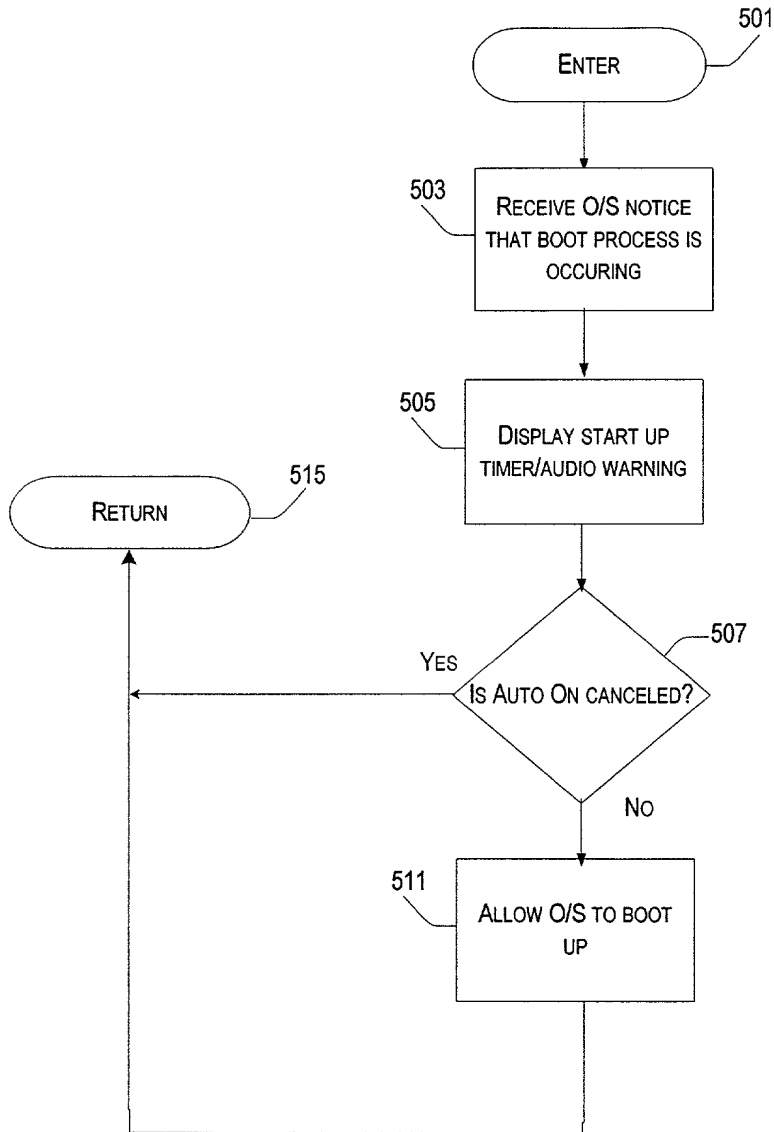 501
ENTER
503
RECEIVE O/S NOTICE
THAT BOOT PROCESS IS
OCCURING
505
DISPLAY START UP
TIMER/AUDIO WARNING
515
RETURN
507
YES
IS AUTO ON CANCELED?
NO
511
ALLOW O/S TO BOOT
UP